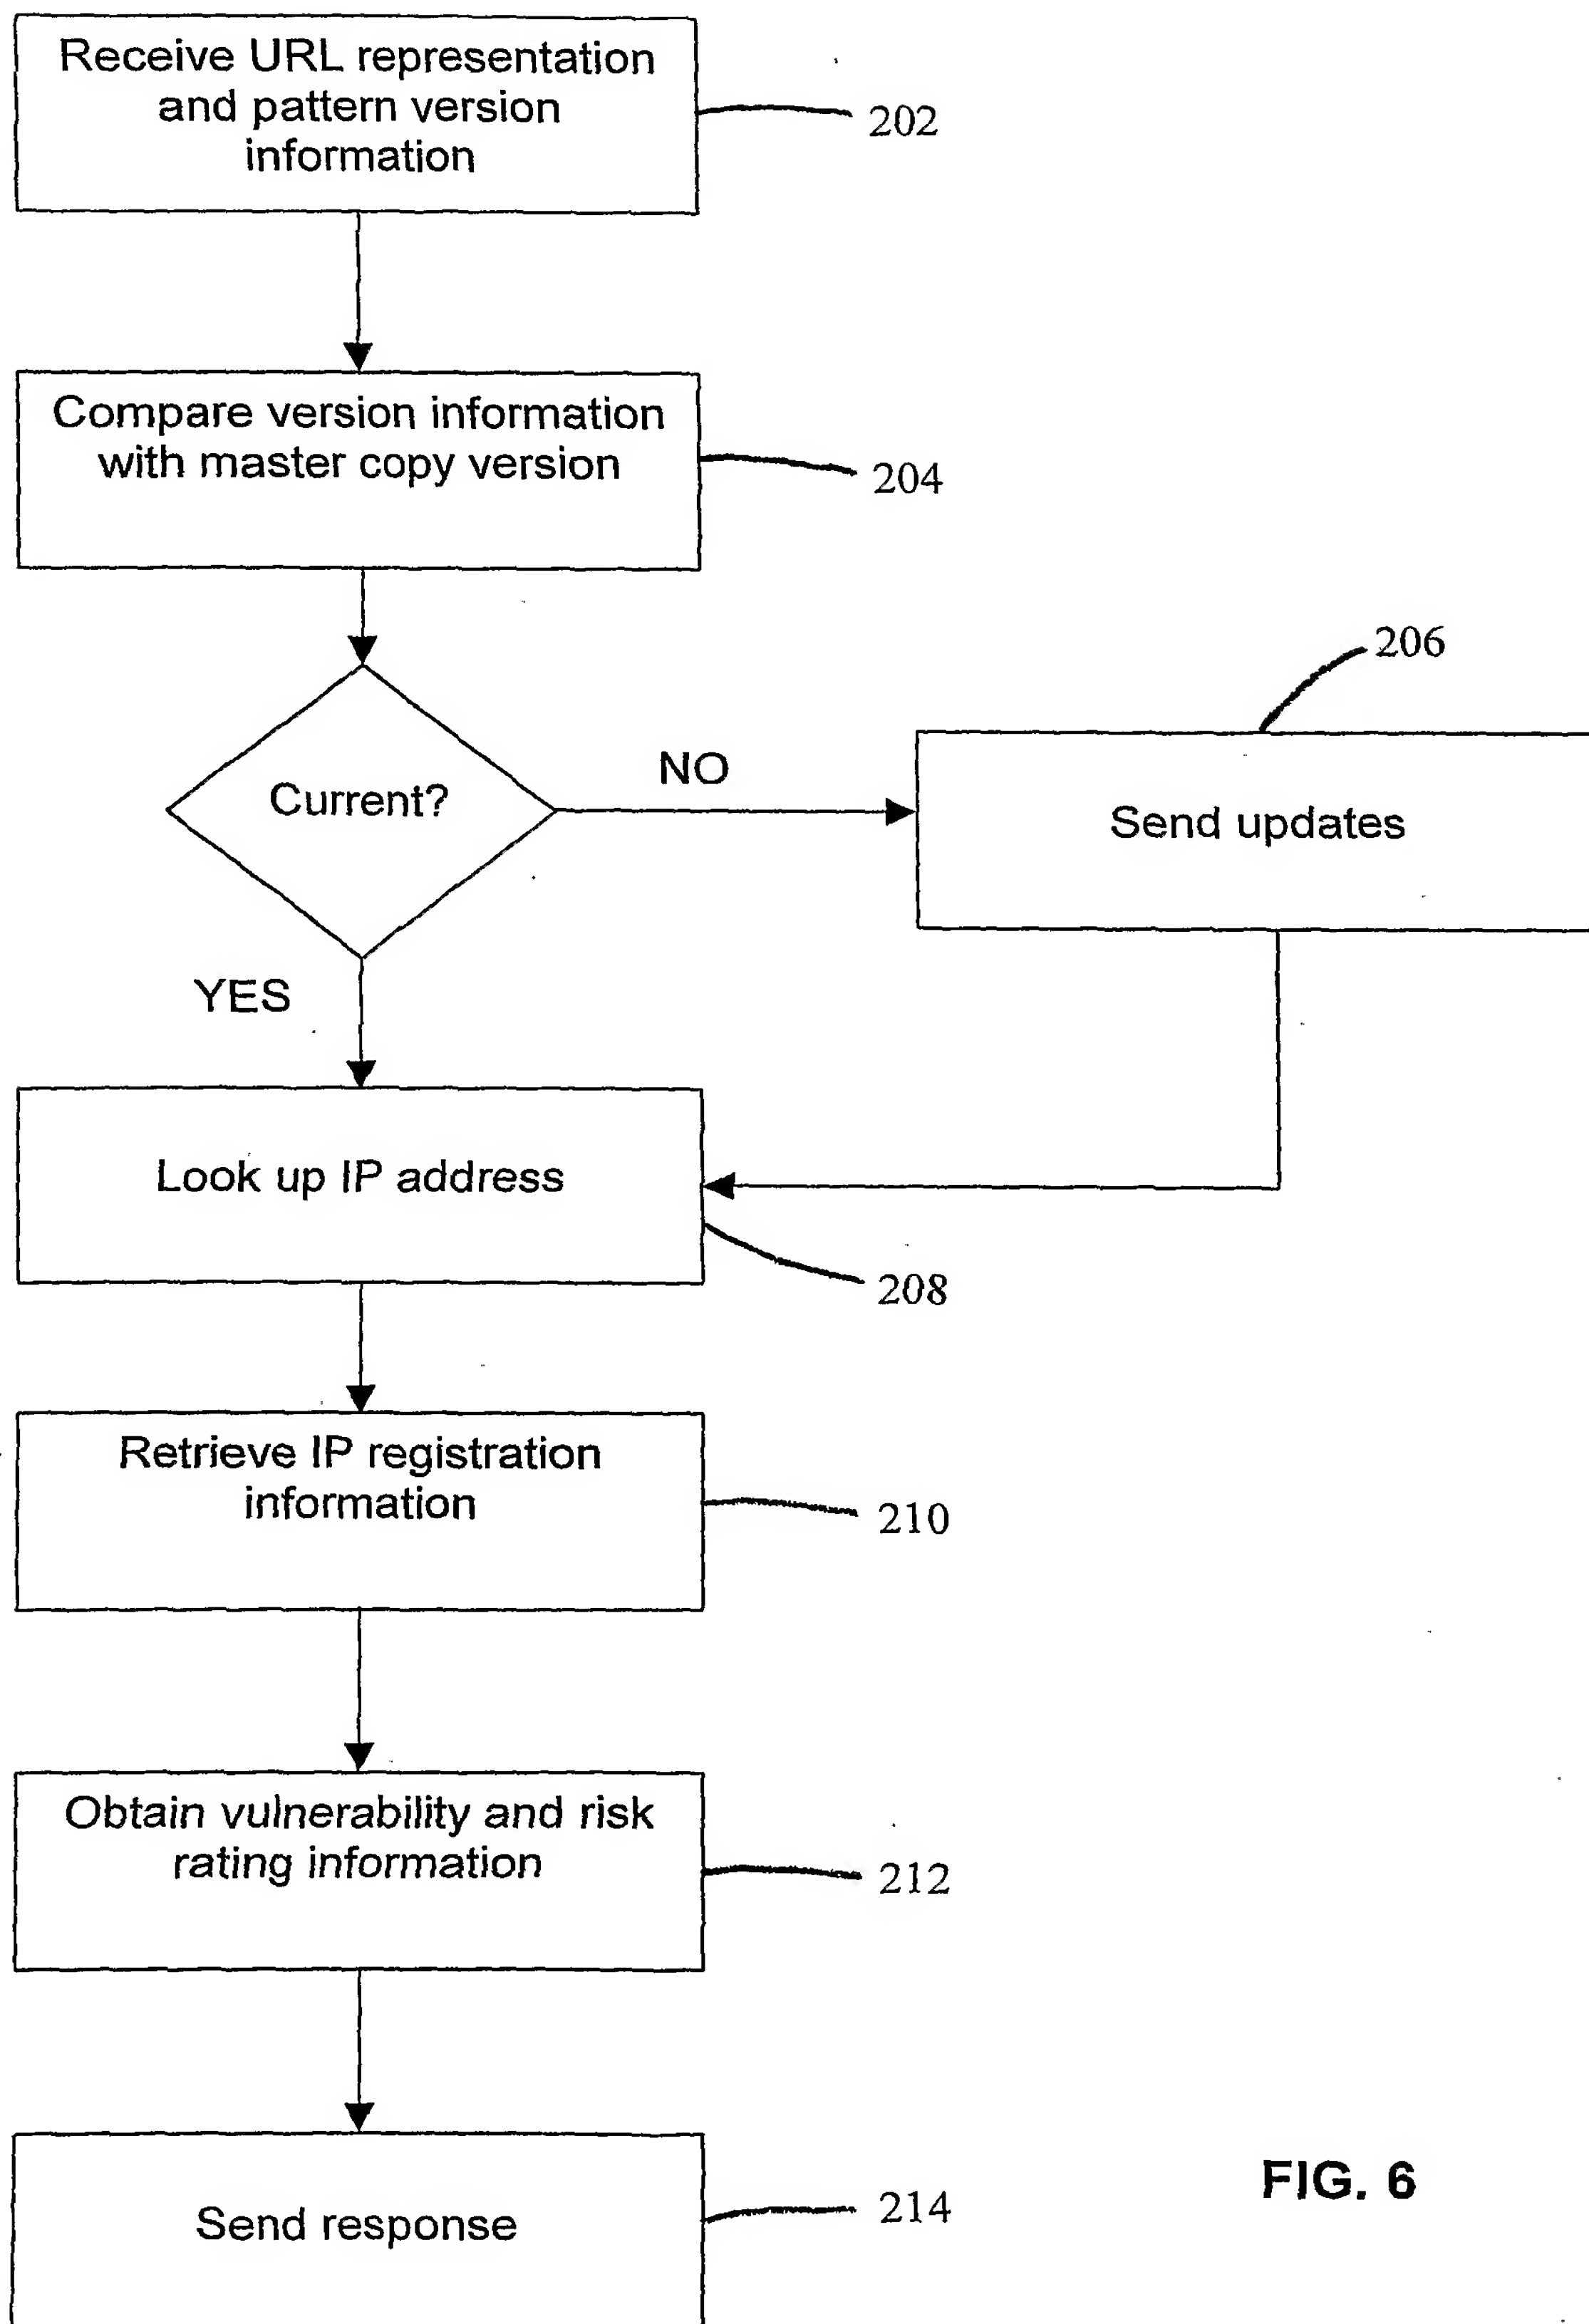 Receive URL representation
and pattern version
information
202
Compare version information
with master copy version
204
206
Current?
NO
Send updates
YES
Look up IP address
208
Retrieve IP registration
information
210
Obtain vulnerability and risk
rating information
212
Send response
214
FIG. 6